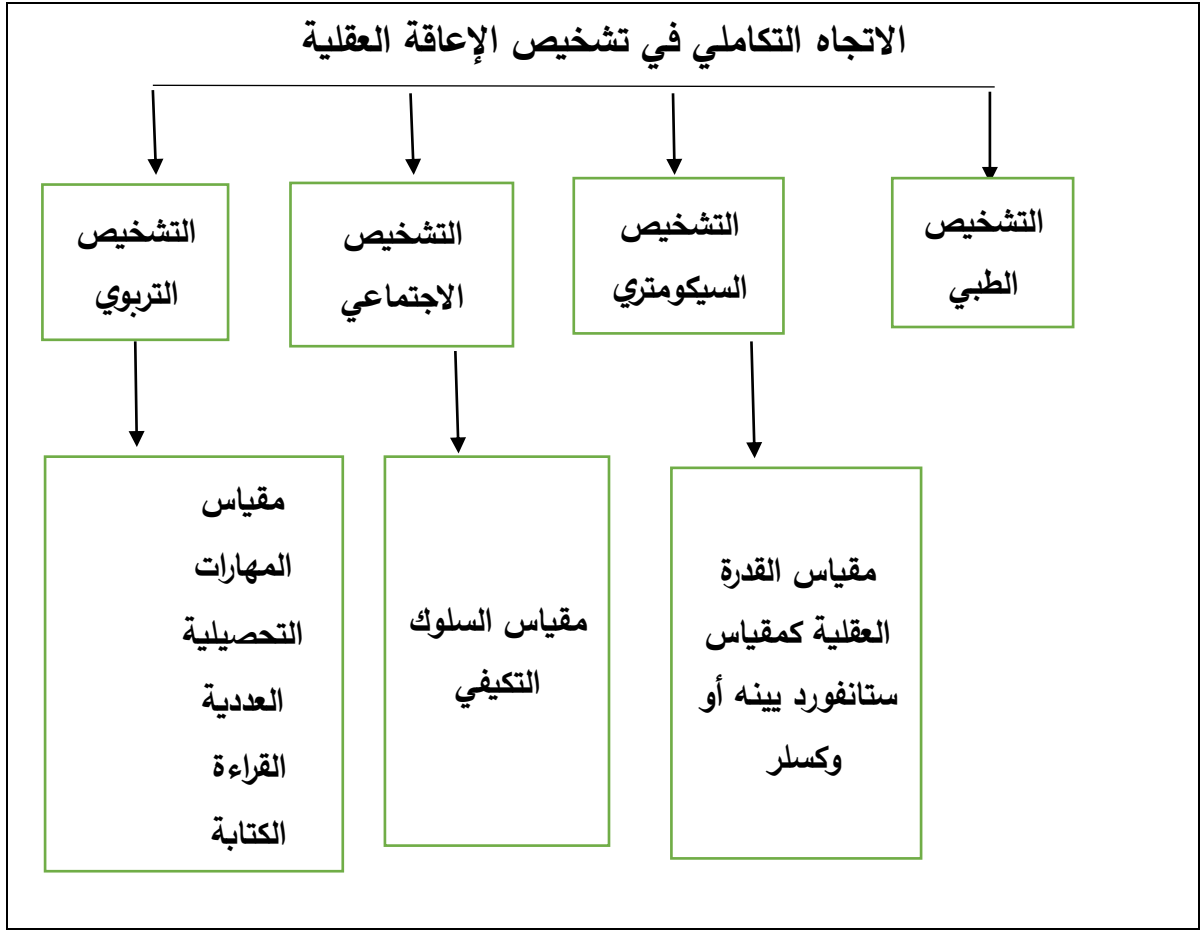 الاتجاه التكاملي في تشخيص الإعاقة العقلية
التشخيص
الطبي
التشخيص
السيكومتري
التشخيص
الاجتماعي
التشخيص
التربوي
مقياس القدرة
العقلية كمقياس
ستانفورد يينه أو
وكسلر
مقياس السلوك
التكيفي
مقياس
المهارات
التحصيلية
العددية
القراءة
الكتابة